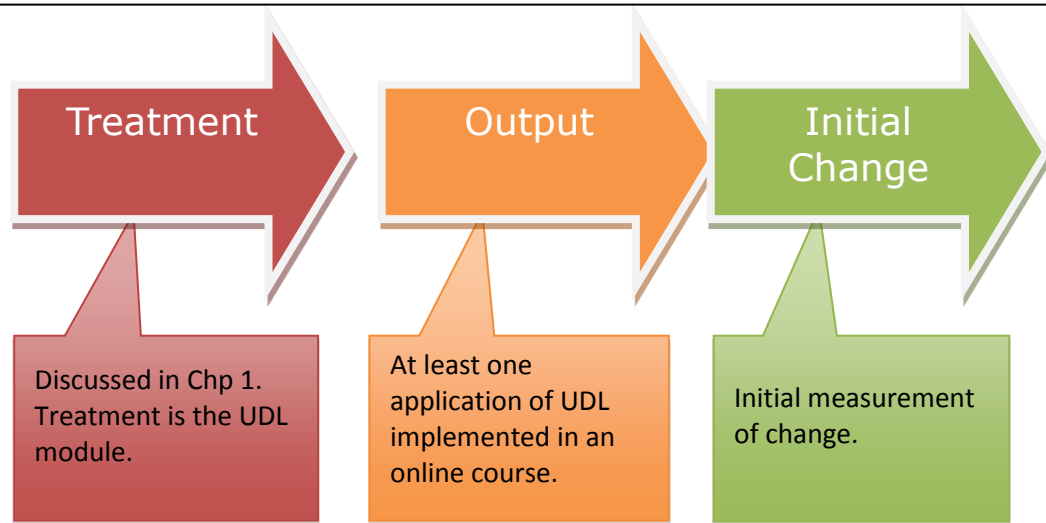 Treatment
Output
Initial
Change
Discussed in Chp 1.
Treatment is the UDL
module.
At least one
application of UDL
implemented in an
online course.
Initial measurement
of change.